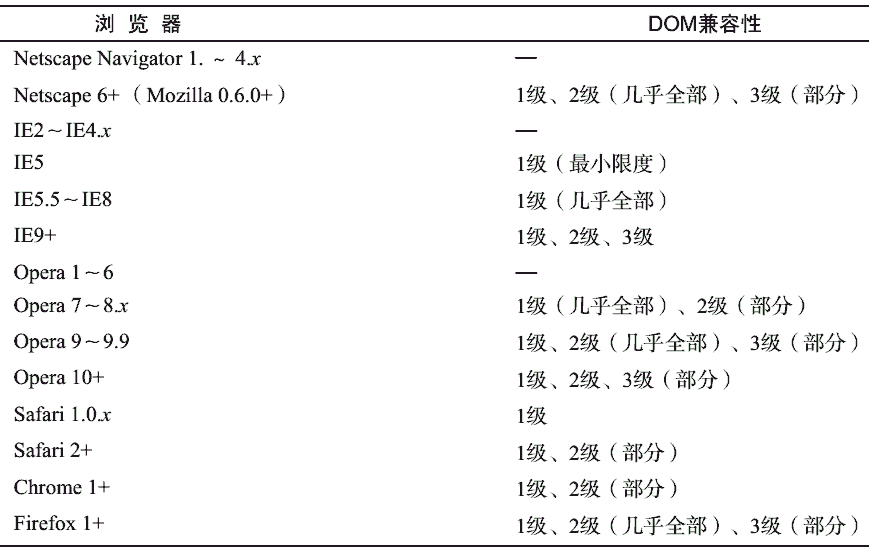 浏 览 器 DOM兼容性
Netscape Navigator 1. ~ 4.x —
Netscape 6+（Mozilla 0.6.0+） 1级、2级（几乎全部）、3级（部分）
IE2～IE4.x —
IE5 1级（最小限度）
IE5.5～IE8 1级（几乎全部）
IE9+ 1级、2级、3级
Opera 1～6 —
Opera 7～8.x 1级（几乎全部）、2级（部分）
Opera 9～9.9 1级、2级（几乎全部）、3级（部分）
Opera 10+ 1级、2级、3级（部分）
Safari 1.0.x 1级
Safari 2+ 1级、2级（部分）
Chrome 1+ 1级、2级（部分）
Firefox 1+ 1级、2级（几乎全部）、3级（部分）